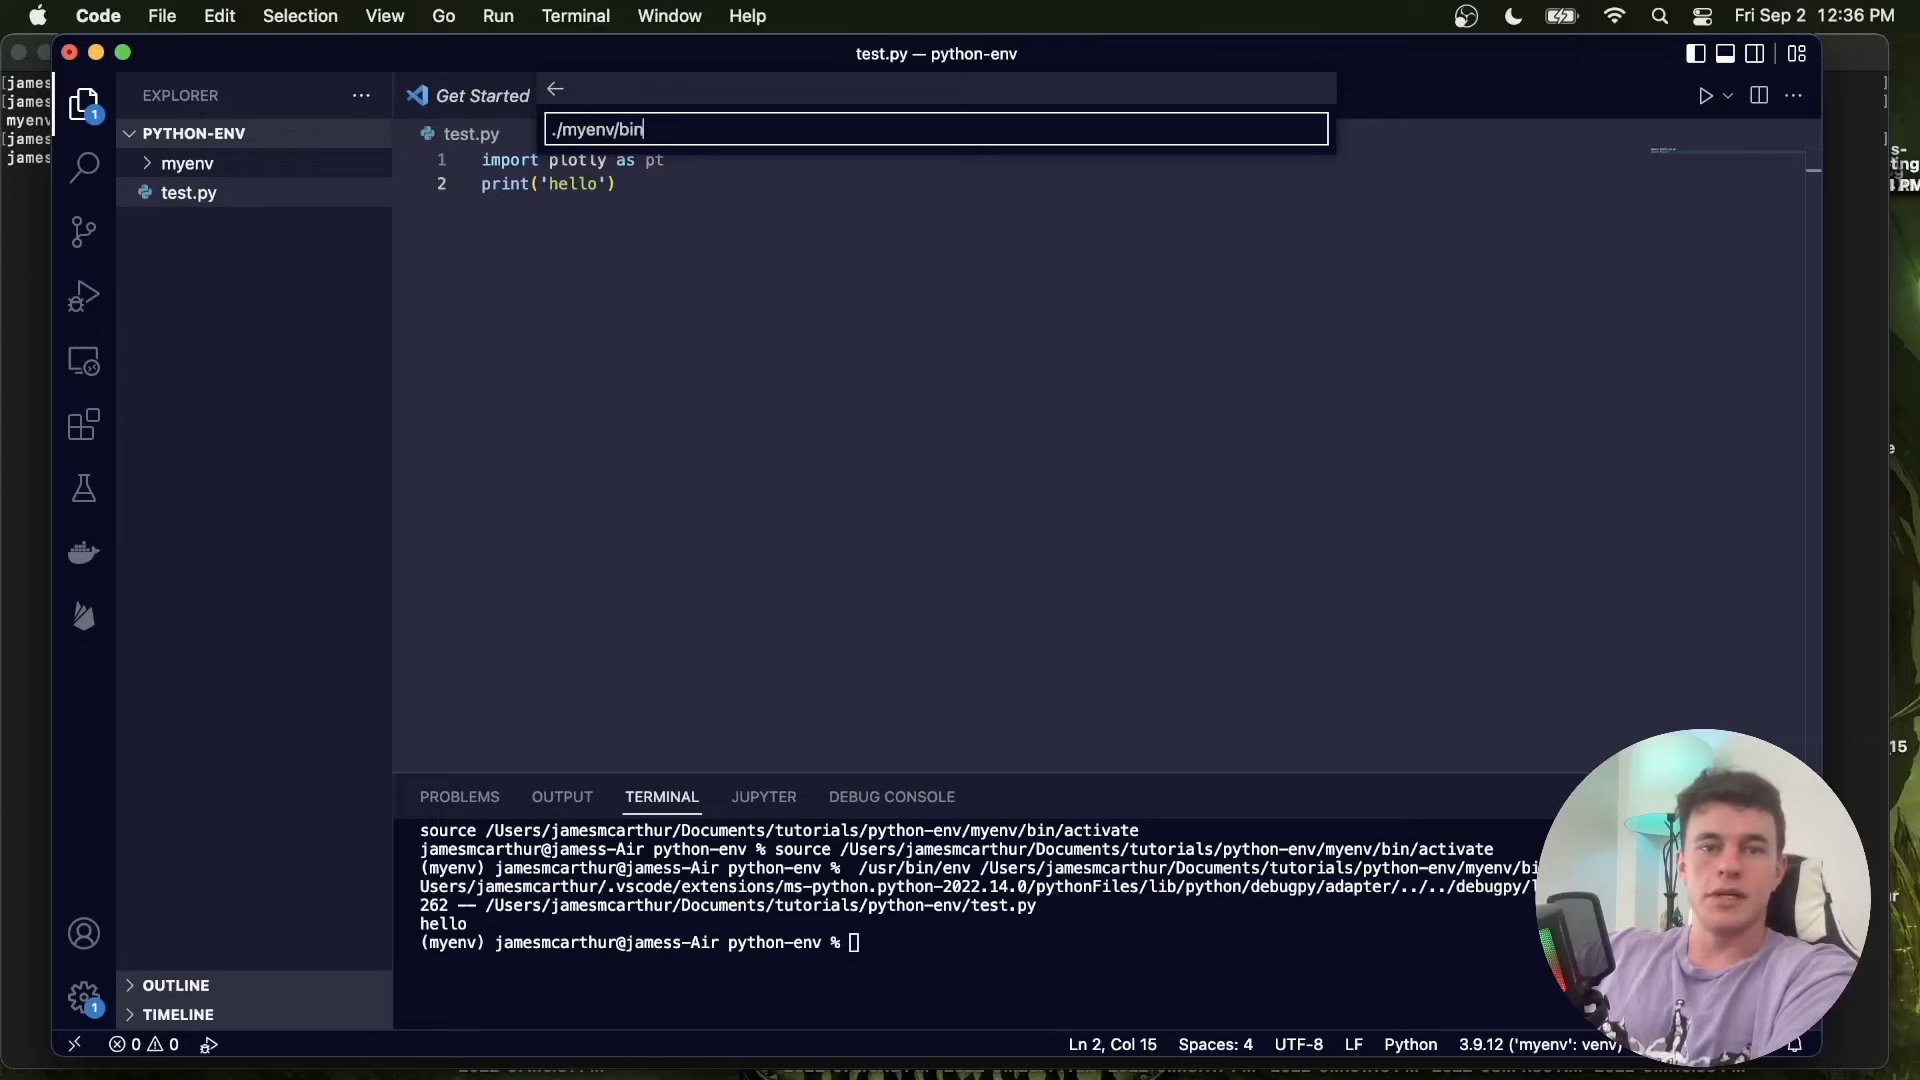 Code File Edit Selection View Go Run Terminal Window Help
Fri Sep 2 12:36 PM
test.py — python-env
[james
[james
myenv
[james
james
EXPLORER
PYTHON-ENV
myenv
test.py
OUTLINE
TIMELINE
1
1
Get Started
./myenv/bin
test.py
1 import plotly as pt
2 print('hello')
PROBLEMS OUTPUT TERMINAL JUPYTER DEBUG CONSOLE
source /Users/jamesmcarthur/Documents/tutorials/python-env/myenv/bin/activate
jamesmcarthur@jamess-Air python-env % source /Users/jamesmcarthur/Documents/tutorials/python-env/myenv/bin/activate
(myenv) jamesmcarthur@jamess-Air python-env % /usr/bin/env /Users/jamesmcarthur/Documents/tutorials/python-env/myenv/bi
Users/jamesmcarthur/.vscode/extensions/ms-python.python-2022.14.0/pythonFiles/lib/python/debugpy/adapter/../../debugpy/l
262 -- /Users/jamesmcarthur/Documents/tutorials/python-env/test.py
hello
(myenv) jamesmcarthur@jamess-Air python-env %
0 0
Ln 2, Col 15 Spaces: 4 UTF-8 LF Python 3.9.12 ('myenv': venv)